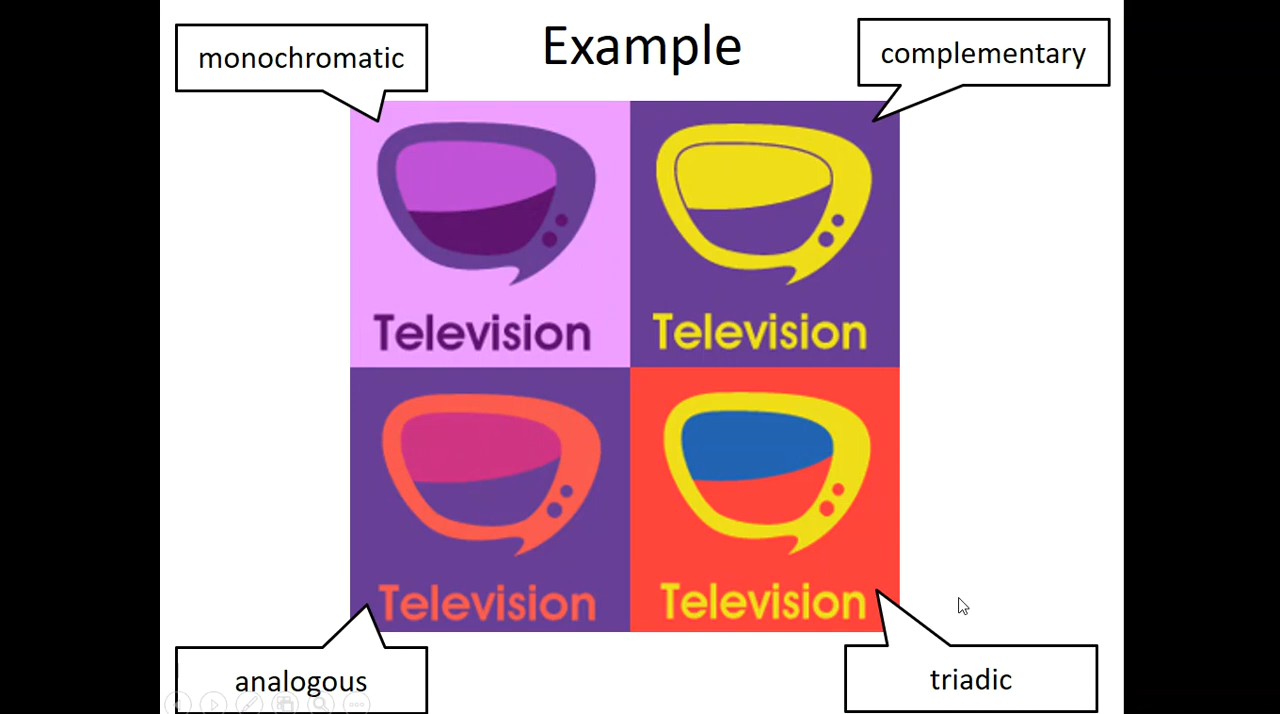 Example
monochromatic
complementary
Television
Television
Television
Television
analogous
triadic